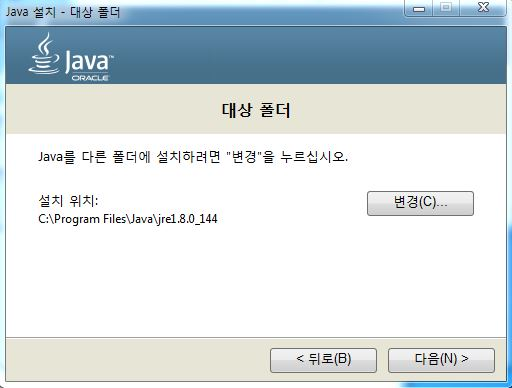 Java 설치 - 대상 폴더
Java
ORACLE
대상 폴더
Java를 다른 폴더에 설치하려면 "변경"을 누르십시오.
설치 위치:
변경(C)...
C:\Program Files\Java\jre1.8.0_144
< 뒤로(B)
다음(N) >